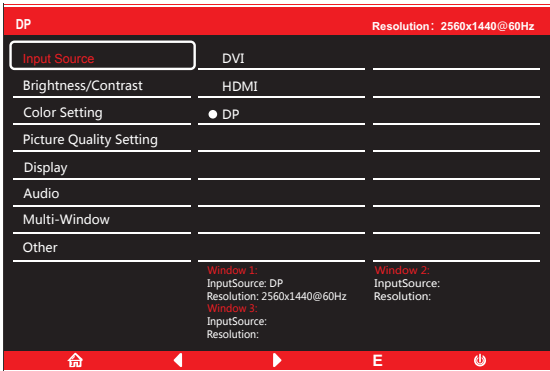 DP Resolution: 2560x1440@60Hz
Input Source DVI
Brightness/Contrast HDMI
Color Setting DP
Picture Quality Setting
Display
Audio
Multi-Window
Other
Window 1: Window 2:
InputSource: DP InputSource:
Resolution: 2560x1440@60Hz Resolution:
Window 3:
InputSource:
Resolution:
E